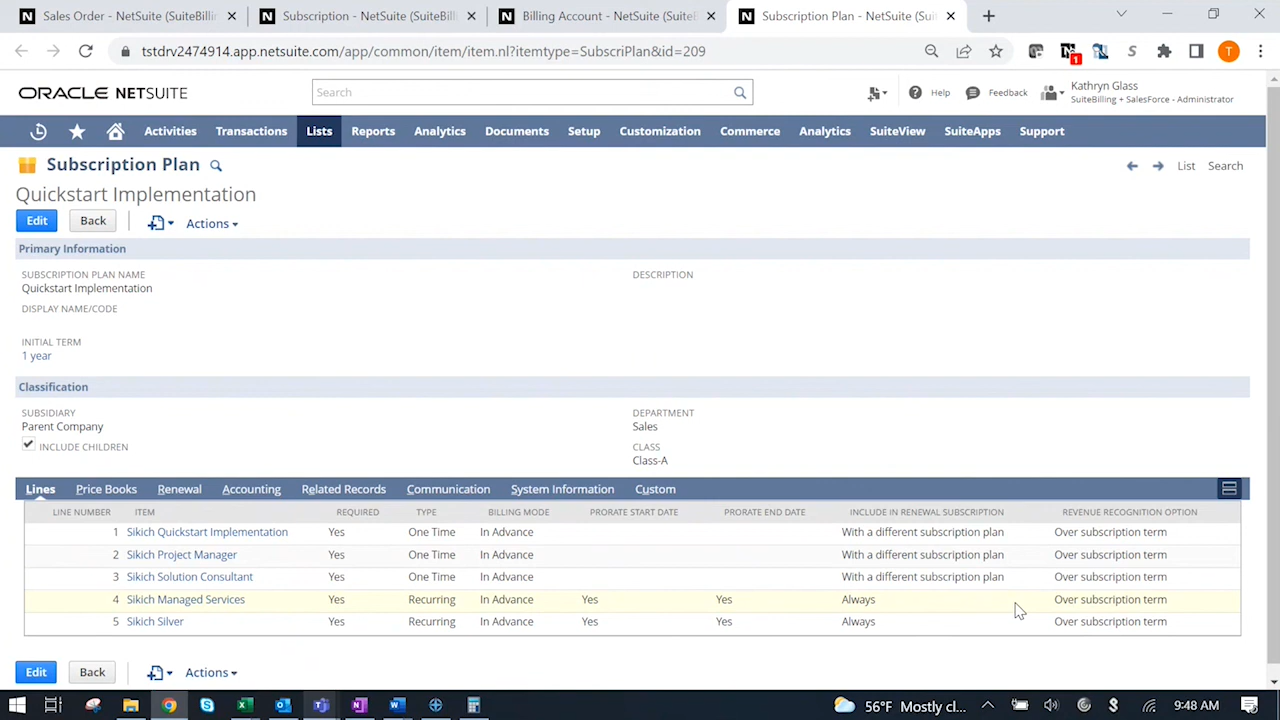 Sales Order - NetSuite (SuiteBillin
Subscription - NetSuite (SuiteBill
Billing Account - NetSuite (SuiteB
Subscription Plan - NetSuite (Suit
tstdrv2474914.app.netsuite.com/app/common/item/item.nl?itemtype=SubscriPlan&id=209
1
T
ORACLE NETSUITE
Search
Help
Feedback
Kathryn Glass
SuiteBilling + SalesForce - Administrator
Activities Transactions Lists Reports Analytics Documents Setup Customization Commerce Analytics SuiteView SuiteApps Support
Subscription Plan
List Search
Quickstart Implementation
Edit Back Actions
Primary Information
SUBSCRIPTION PLAN NAME
Quickstart Implementation
DISPLAY NAME/CODE
INITIAL TERM
1 year
DESCRIPTION
Classification
SUBSIDIARY
Parent Company
INCLUDE CHILDREN
DEPARTMENT
Sales
CLASS
Class-A
Lines Price Books Renewal Accounting Related Records Communication System Information Custom
LINE NUMBER ITEM REQUIRED TYPE BILLING MODE PRORATE START DATE PRORATE END DATE INCLUDE IN RENEWAL SUBSCRIPTION REVENUE RECOGNITION OPTION
1 Sikich Quickstart Implementation Yes One Time In Advance With a different subscription plan Over subscription term
2 Sikich Project Manager Yes One Time In Advance With a different subscription plan Over subscription term
3 Sikich Solution Consultant Yes One Time In Advance With a different subscription plan Over subscription term
4 Sikich Managed Services Yes Recurring In Advance Yes Yes Always Over subscription term
5 Sikich Silver Yes Recurring In Advance Yes Yes Always Over subscription term
Edit Back Actions
56°F Mostly cl...
9:48 AM